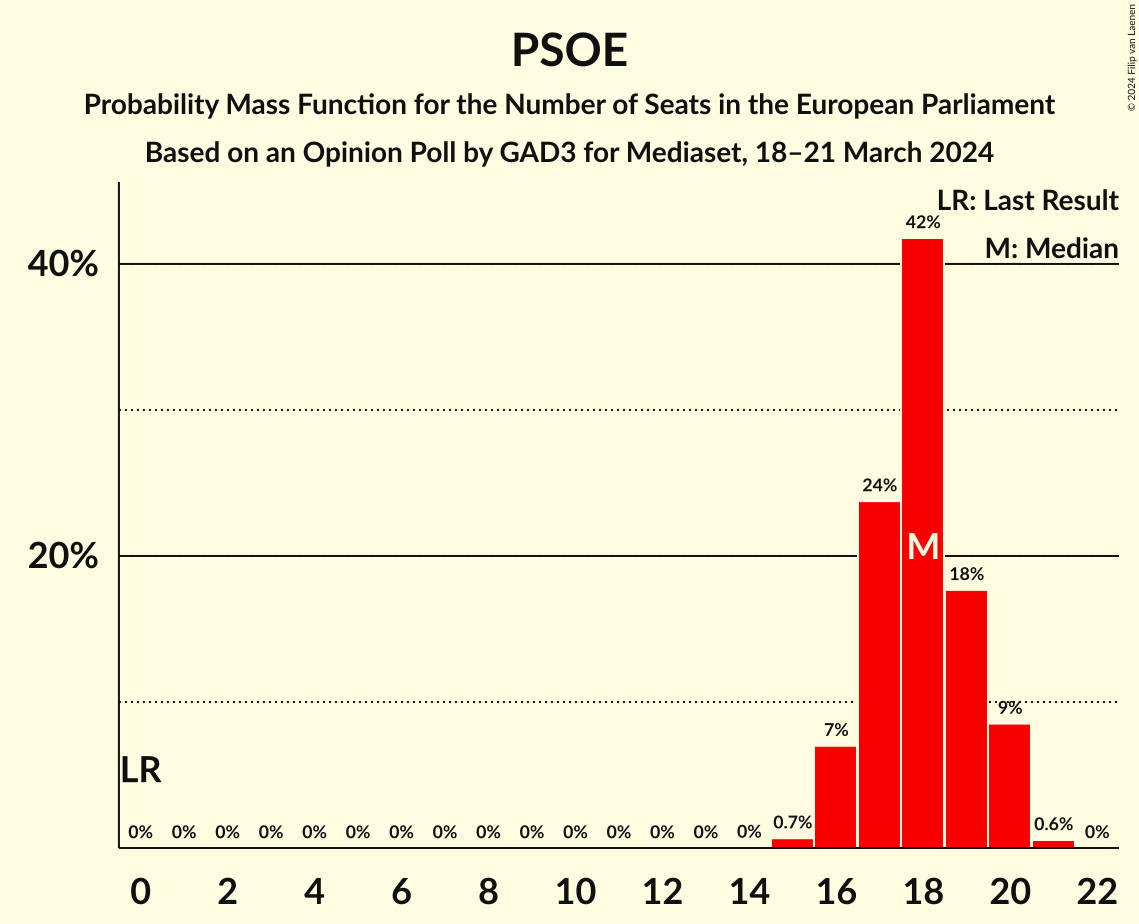 PSOE
Probability Mass Function for the Number of Seats in the European Parliament
Based on an Opinion Poll by GAD3 for Mediaset, 18–21 March 2024
© 2024 Filip van Laenen
LR: Last Result
M: Median
40%
20%
LR
M
0% 0% 0% 0% 0% 0% 0% 0% 0% 0% 0% 0% 0% 0% 0% 0.7% 7% 24% 42% 18% 9% 0.6% 0%
0 2 4 6 8 10 12 14 16 18 20 22